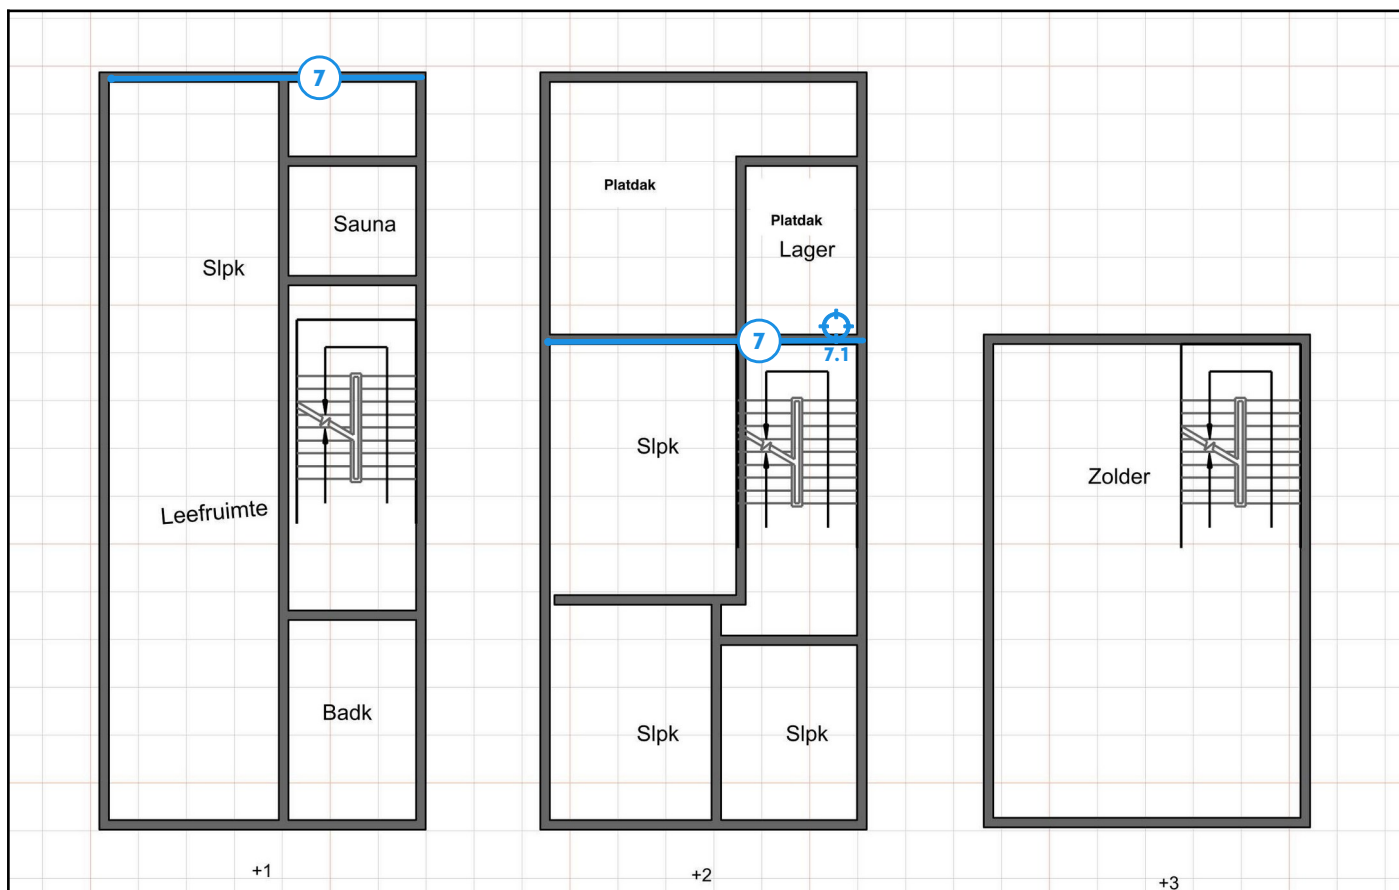 7
Sauna
Slpk
Leefruimte
Badk
+1
Platdak
Platdak
Lager
7
7.1
Slpk
Slpk
Slpk
+2
Zolder
+3